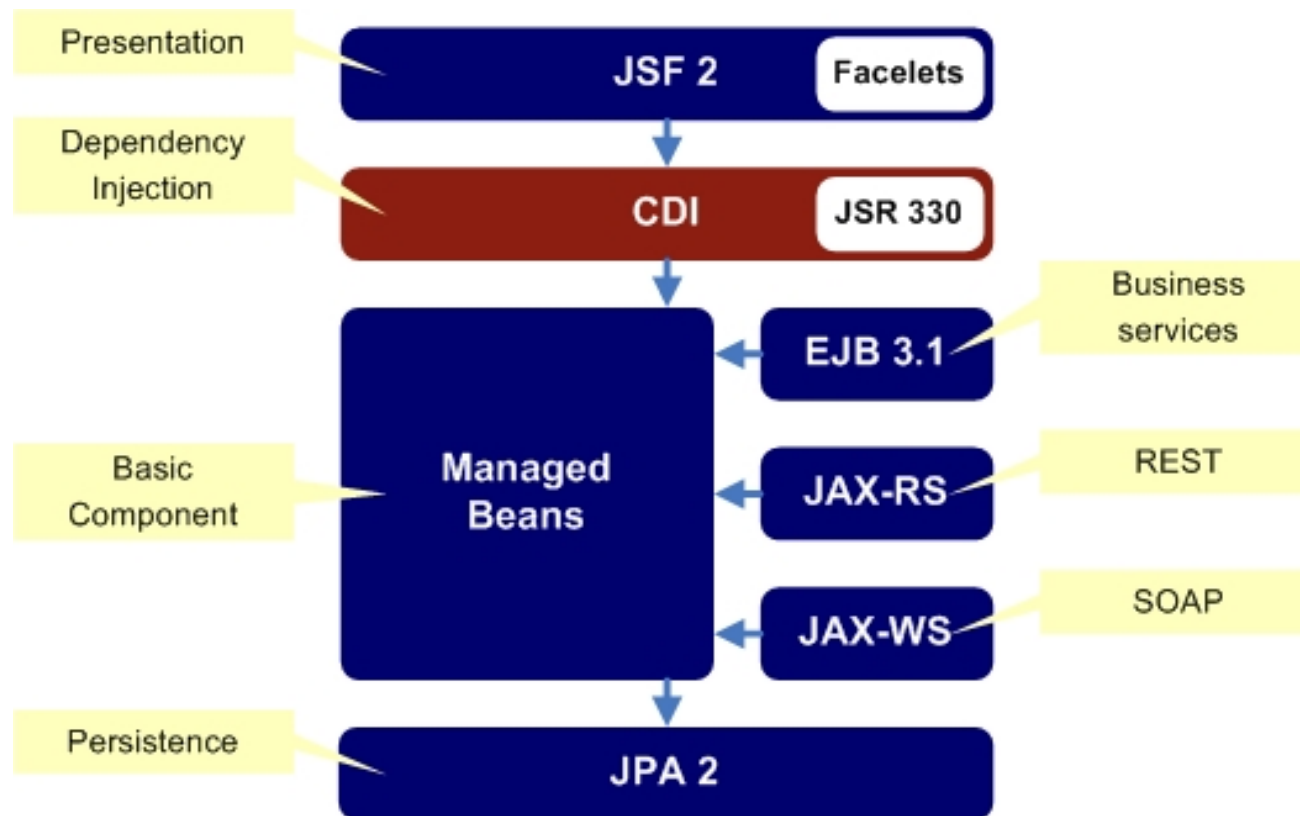 Presentation
JSF 2
Facelets
Dependency
Injection
CDI
JSR 330
Business
services
EJB 3.1
Basic
Component
Managed
Beans
JAX-RS
REST
JAX-WS
SOAP
Persistence
JPA 2